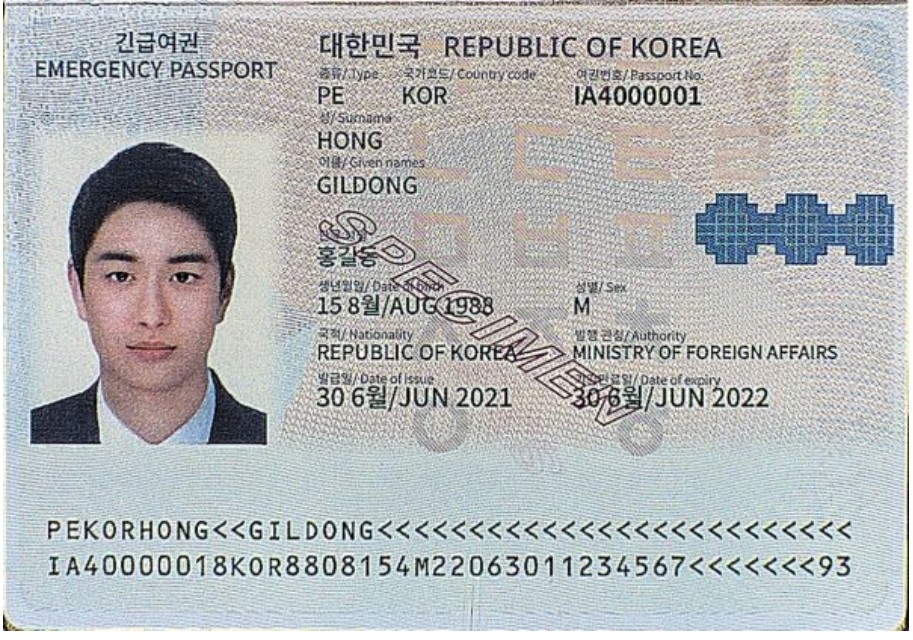 긴급여권
EMERGENCY PASSPORT
대한민국 REPUBLIC OF KOREA
종류/Type 국가코드/Country code 여권번호/Passport No.
PE KOR IA4000001
성/Surname
HONG
이름/Given names
GILDONG
홍길동
생년월일/Date of birth 성별/Sex
15 8월/AUG 1988 M
국적/Nationality 발행 관청/Authority
REPUBLIC OF KOREA MINISTRY OF FOREIGN AFFAIRS
발급일/Date of issue 기간만료일/Date of expiry
30 6월/JUN 2021 30 6월/JUN 2022
SPECIMEN
PEKORHONG<<GILDONG<<<<<<<<<<<<<<<<<<<<<<<<<<
IA40000018KOR8808154M22063011234567<<<<<<<93